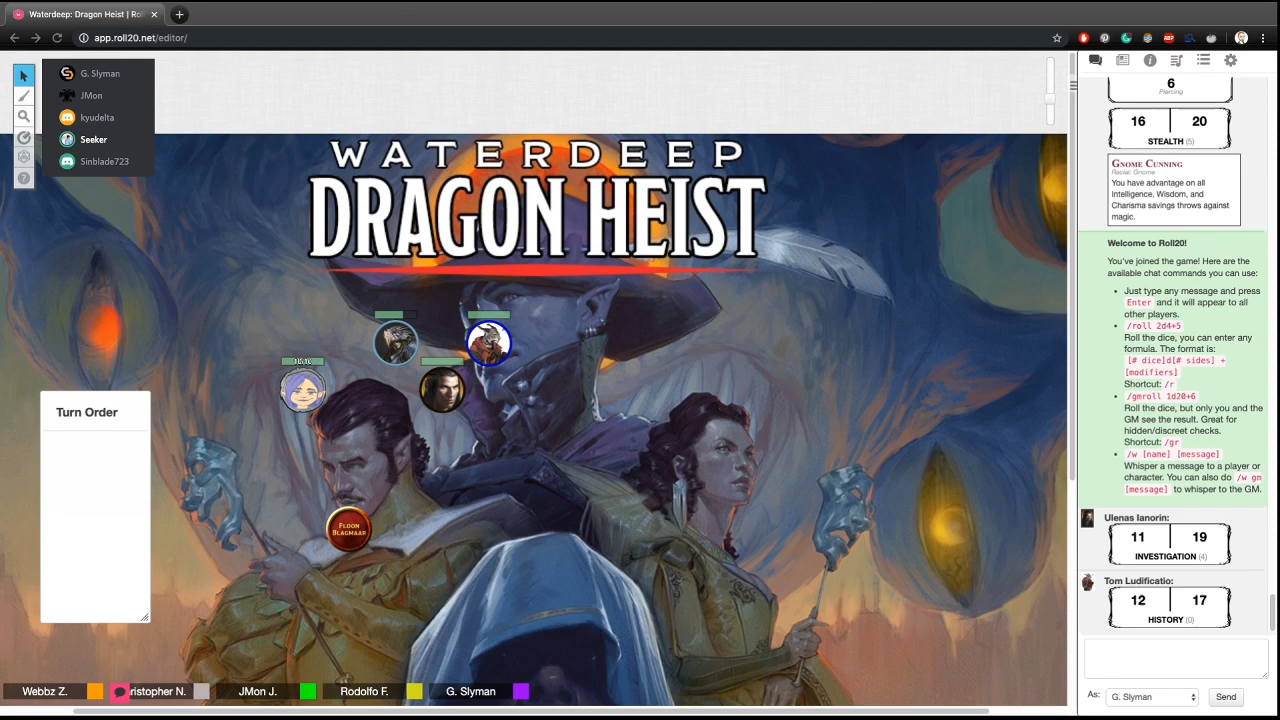 Waterdeep: Dragon Heist | Rol
app.roll20.net/editor/
G. Slyman
JMon
kyudelta
Seeker
Sinblade723
WATERDEEP
DRAGON HEIST
Turn Order
FLOON
BLAGMAAR
Webbz Z.
ristopher N.
JMon J.
Rodolfo F.
G. Slyman
6
Piercing
16 20
STEALTH (5)
GNOME CUNNING
Racial: Gnome
You have advantage on all
Intelligence, Wisdom, and
Charisma savings throws against
magic.
Welcome to Roll20!
You've joined the game! Here are the
available chat commands you can use:
• Just type any message and press
Enter and it will appear to all
other players.
• /roll 2d4+5
Roll the dice, you can enter any
formula. The format is:
[# dice]d[# sides] +
[modifiers]
Shortcut: /r
• /gmroll 1d20+6
Roll the dice, but only you and the
GM see the result. Great for
hidden/discreet checks.
Shortcut: /gr
• /w [name] [message]
Whisper a message to a player or
character. You can also do /w gm
[message] to whisper to the GM.
Ulenas Ianorin:
11 19
INVESTIGATION (4)
Tom Ludificatio:
12 17
HISTORY (0)
As: G. Slyman Send